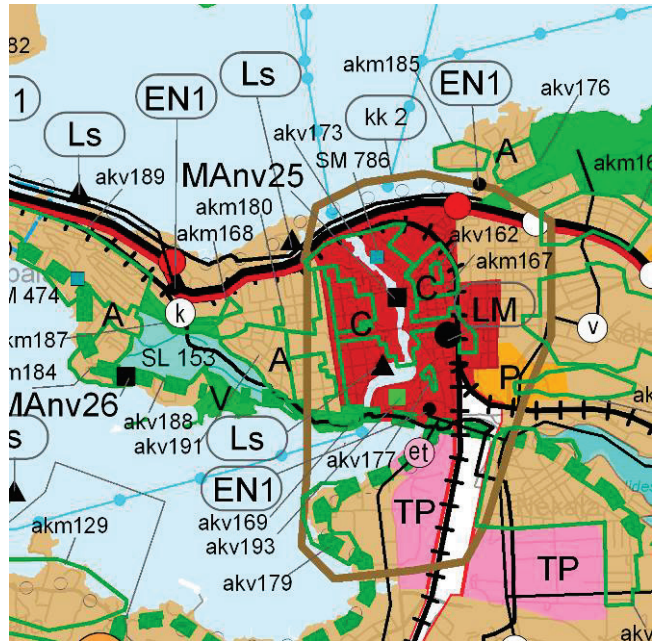 82
1
Ls
akv189
EN1
Ls
MAnv25
akm180
akm168
akv173
SM 786
kk 2
akm185
EN1
akv176
A
akm16
akv162
akm167
C
C
LM
M 474
A
k
km187
m184
SL 153
A
V
MAnv26
akv188
akv191
s
Ls
EN1
akv177
et
P
v
ak
TP
TP
akv169
akv193
akv179
akm129
akv